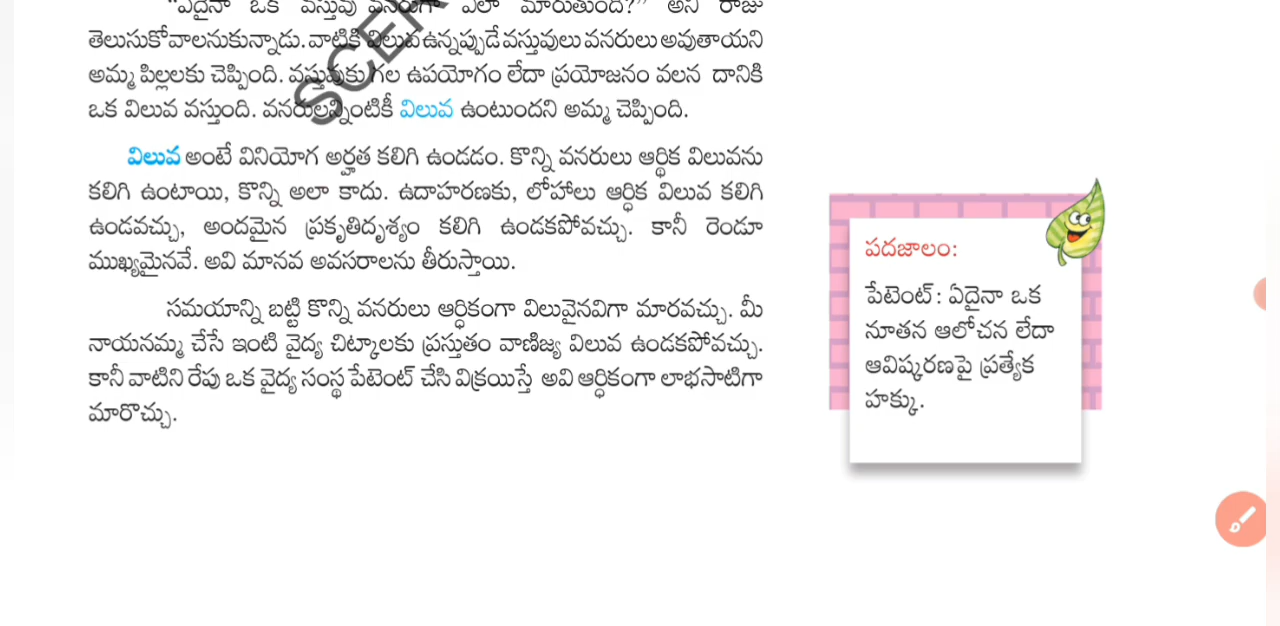 "ఏదైనా ఒక వస్తువు వనరుగా ఎలా మారుతుంది?" అని రాజు
తెలుసుకోవాలనుకున్నాడు. వాటికి విలువ ఉన్నప్పుడే వస్తువులు వనరులు అవుతాయని
అమ్మ పిల్లలకు చెప్పింది. వస్తువుకు గల ఉపయోగం లేదా ప్రయోజనం వలన దానికి
ఒక విలువ వస్తుంది. వనరులన్నింటికీ విలువ ఉంటుందని అమ్మ చెప్పింది.
విలువ అంటే వినియోగ అర్హత కలిగి ఉండడం. కొన్ని వనరులు ఆర్థిక విలువను
కలిగి ఉంటాయి, కొన్ని అలా కాదు. ఉదాహరణకు, లోహాలు ఆర్థిక విలువ కలిగి
ఉండవచ్చు, అందమైన ప్రకృతిదృశ్యం కలిగి ఉండకపోవచ్చు. కానీ రెండూ
ముఖ్యమైనవే. అవి మానవ అవసరాలను తీరుస్తాయి.
సమయాన్ని బట్టి కొన్ని వనరులు ఆర్థికంగా విలువైనవిగా మారవచ్చు. మీ
నాయనమ్మ చేసే ఇంటి వైద్య చిట్కాలకు ప్రస్తుతం వాణిజ్య విలువ ఉండకపోవచ్చు.
కానీ వాటిని రేపు ఒక వైద్య సంస్థ పేటెంట్ చేసి విక్రయిస్తే అవి ఆర్థికంగా లాభసాటిగా
మారొచ్చు.
పదజాలం:
పేటెంట్: ఏదైనా ఒక
నూతన ఆలోచన లేదా
ఆవిష్కరణపై ప్రత్యేక
హక్కు.
SCER